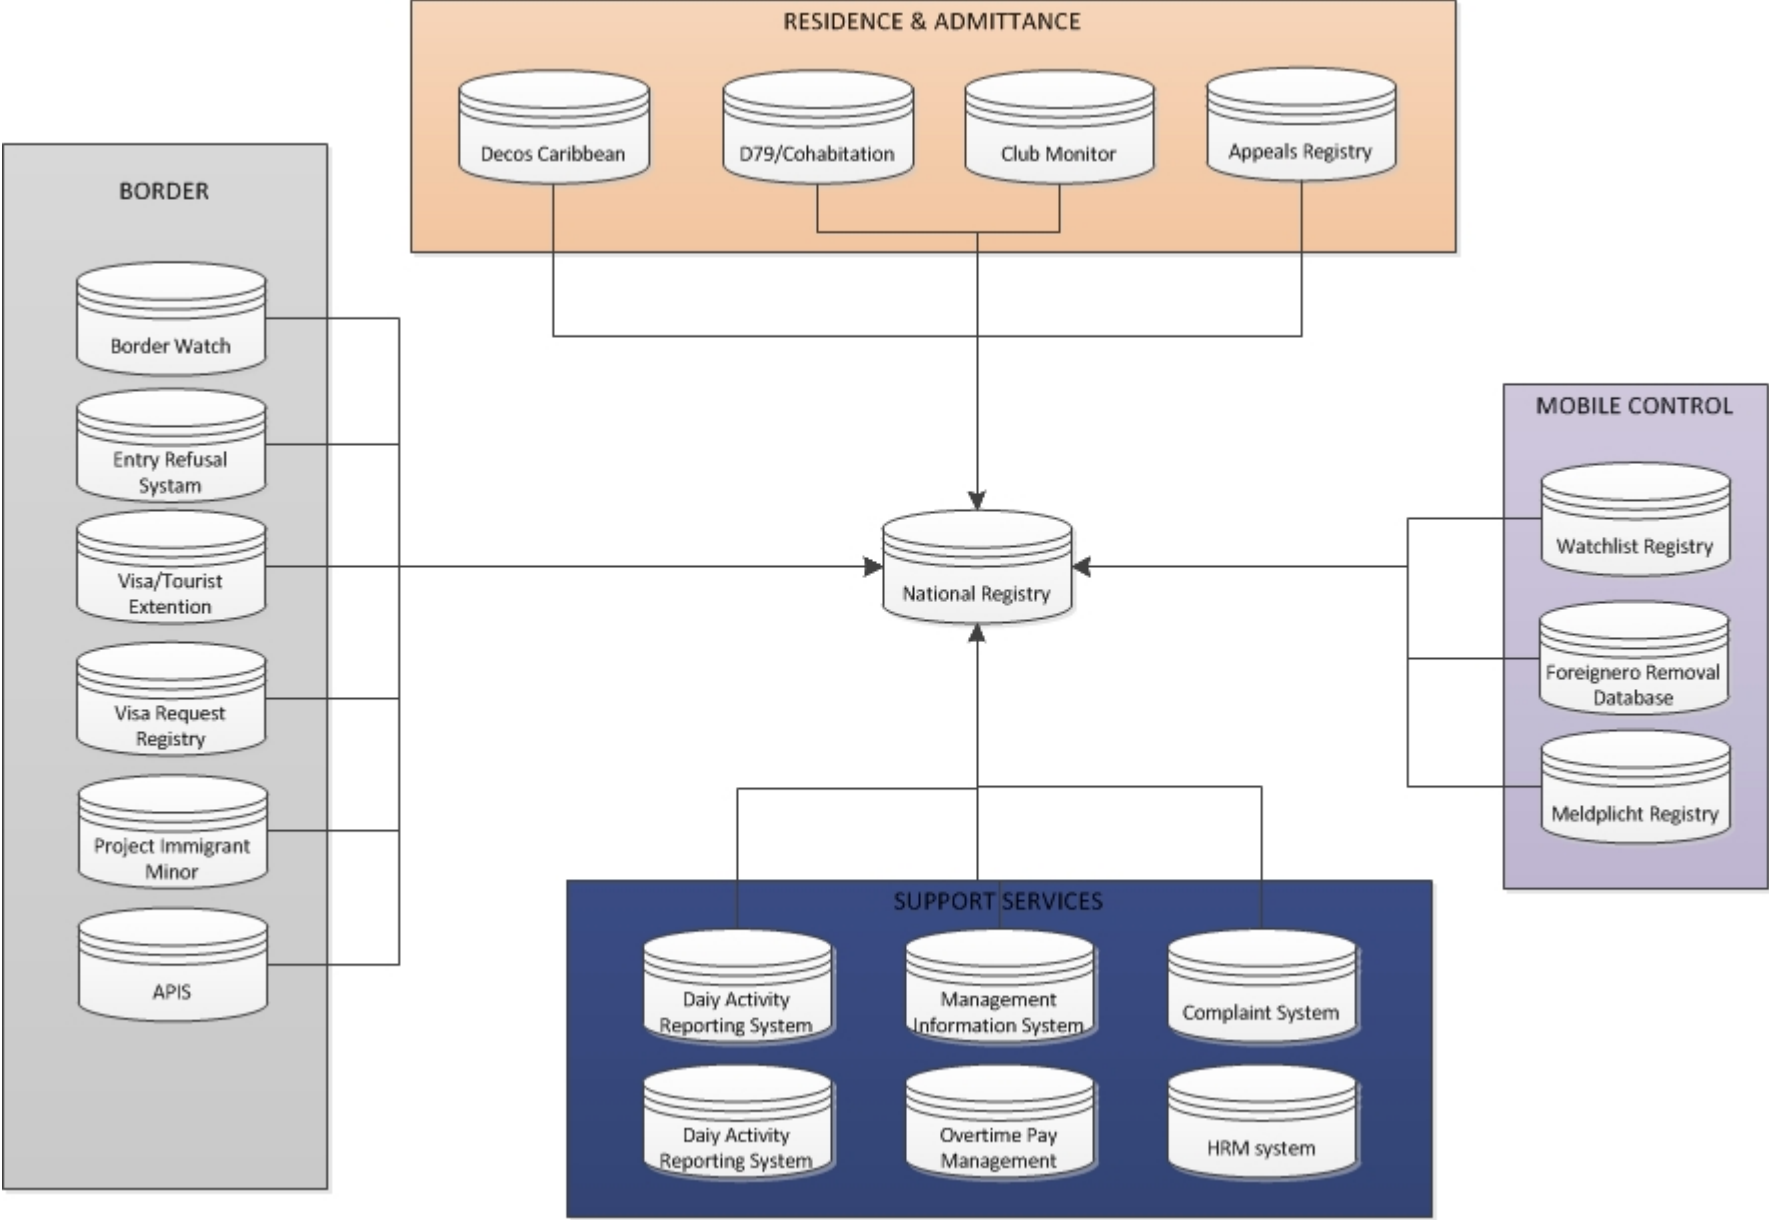 RESIDENCE & ADMITTANCE
Decos Caribbean
D79/Cohabitation
Club Monitor
Appeals Registry
BORDER
Border Watch
Entry Refusal
Systam
Visa/Tourist
Extention
Visa Request
Registry
Project Immigrant
Minor
APIS
National Registry
MOBILE CONTROL
Watchlist Registry
Foreignero Removal
Database
Meldplicht Registry
SUPPORT SERVICES
Daiy Activity
Reporting System
Management
Information System
Complaint System
Daiy Activity
Reporting System
Overtime Pay
Management
HRM system